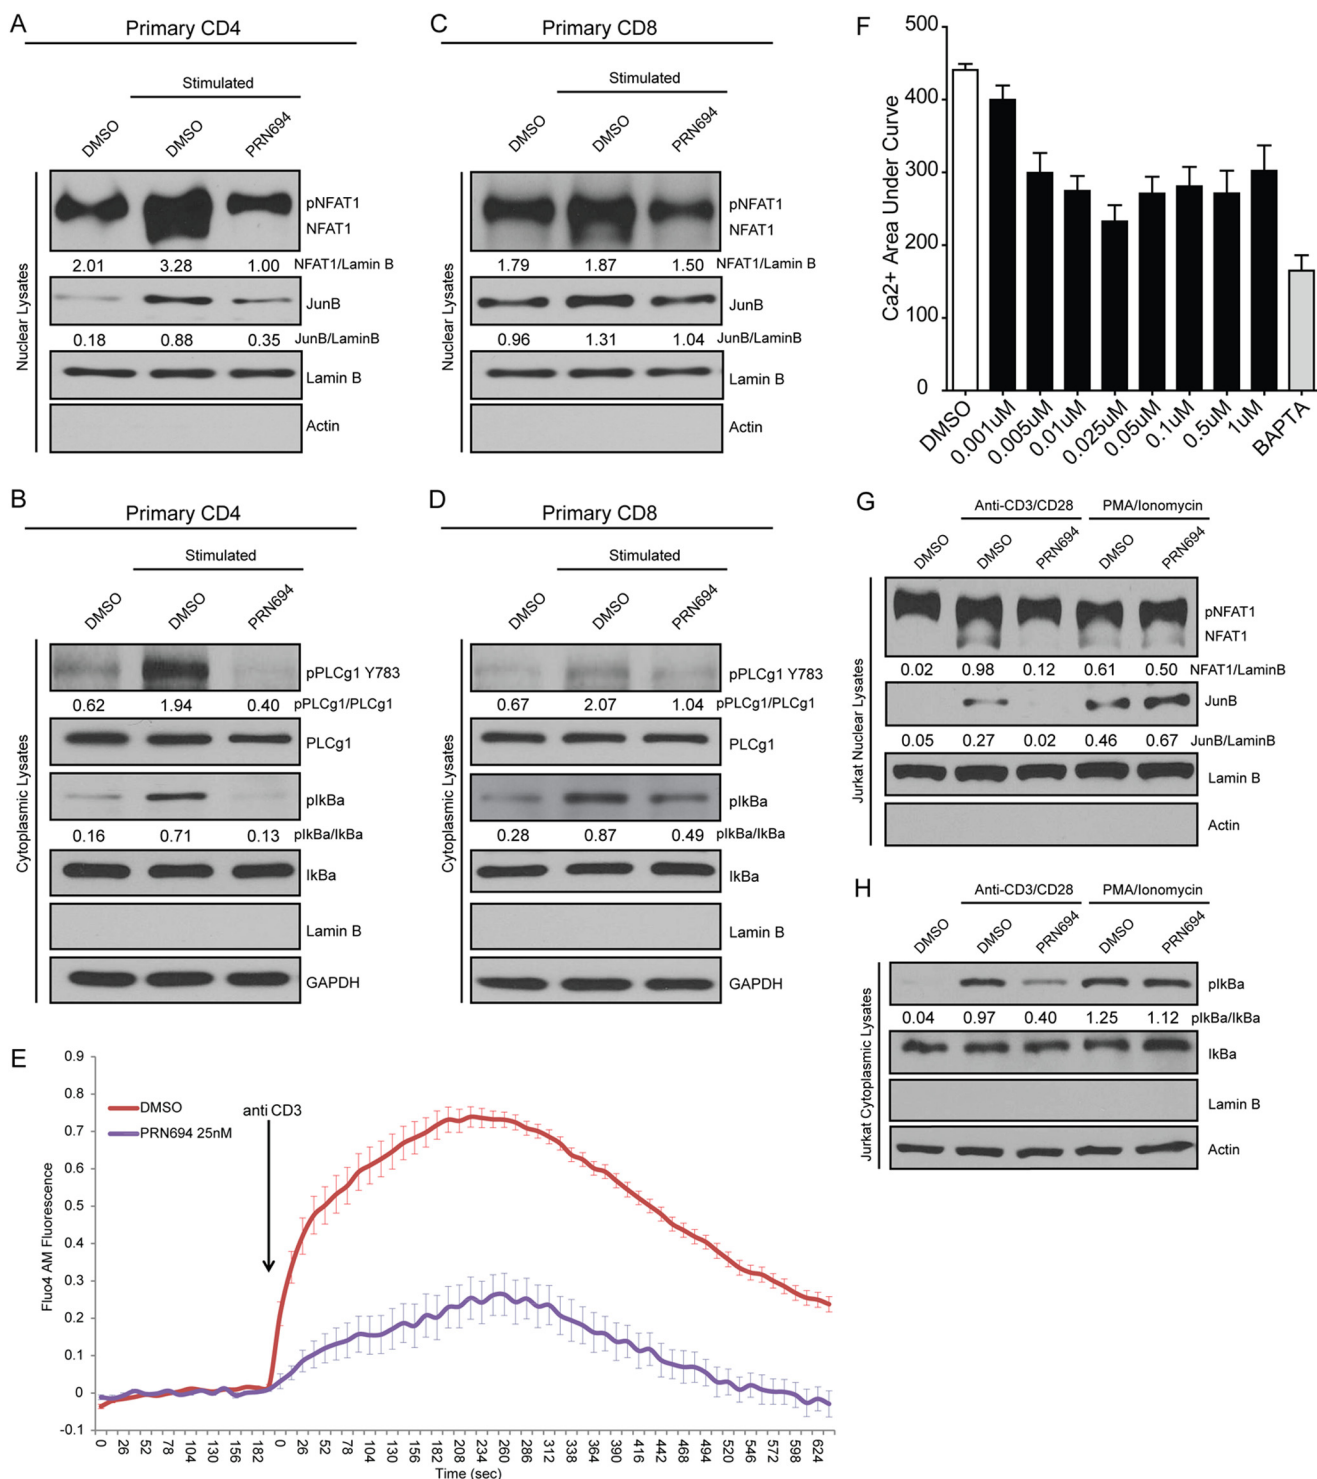 A
Primary CD4
Stimulated
DMSO
DMSO
PRN694
Nuclear Lysates
pNFAT1
NFAT1
2.01 3.28 1.00 NFAT1/Lamin B
JunB
0.18 0.88 0.35 JunB/LaminB
Lamin B
Actin
C
Primary CD8
Stimulated
DMSO
DMSO
PRN694
Nuclear Lysates
pNFAT1
NFAT1
1.79 1.87 1.50 NFAT1/Lamin B
JunB
0.96 1.31 1.04 JunB/LaminB
Lamin B
Actin
B
Primary CD4
Stimulated
DMSO
DMSO
PRN694
Cytoplasmic Lysates
pPLCg1 Y783
0.62 1.94 0.40 pPLCg1/PLCg1
PLCg1
pIkBa
0.16 0.71 0.13 pIkBa/IkBa
IkBa
Lamin B
GAPDH
D
Primary CD8
Stimulated
DMSO
DMSO
PRN694
Cytoplasmic Lysates
pPLCg1 Y783
0.67 2.07 1.04 pPLCg1/PLCg1
PLCg1
pIkBa
0.28 0.87 0.49 pIkBa/IkBa
IkBa
Lamin B
GAPDH
E
Fluo4 AM Fluorescence
0.9
0.8
0.7
0.6
0.5
0.4
0.3
0.2
0.1
0
-0.1
DMSO
PRN694 25nM
anti CD3
0 26 52 78 104 130 156 182 0 26 52 78 104 130 156 182 208 234 260 286 312 338 364 390 416 442 468 494 520 546 572 598 624
Time (sec)
F
Ca2+ Area Under Curve
500
400
300
200
100
0
DMSO
0.001uM
0.005uM
0.01uM
0.025uM
0.05uM
0.1uM
0.5uM
1uM
BAPTA
G
Anti-CD3/CD28 PMA/Ionomycin
DMSO
DMSO
PRN694
DMSO
PRN694
Jurkat Nuclear Lysates
pNFAT1
NFAT1
0.02 0.98 0.12 0.61 0.50 NFAT1/LaminB
JunB
0.05 0.27 0.02 0.46 0.67 JunB/LaminB
Lamin B
Actin
H
Anti-CD3/CD28 PMA/Ionomycin
DMSO
DMSO
PRN694
DMSO
PRN694
Jurkat Cytoplasmic Lysates
pIkBa
0.04 0.97 0.40 1.25 1.12 pIkBa/IkBa
IkBa
Lamin B
Actin